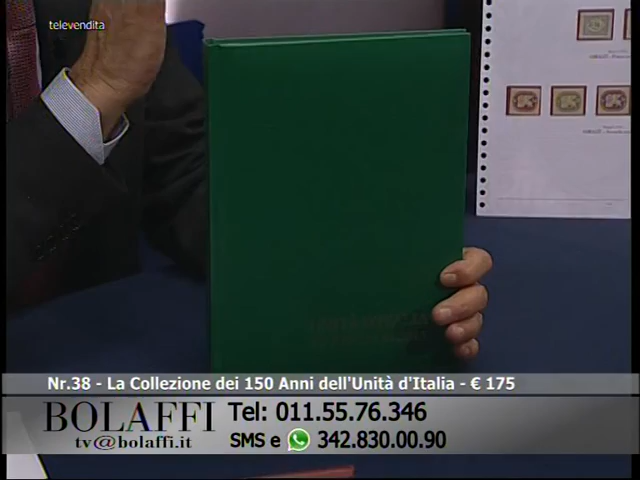 televendita
Nr.38 - La Collezione dei 150 Anni dell'Unità d'Italia - € 175
BOLAFFI
tv@bolaffi.it
Tel: 011.55.76.346
SMS e 342.830.00.90